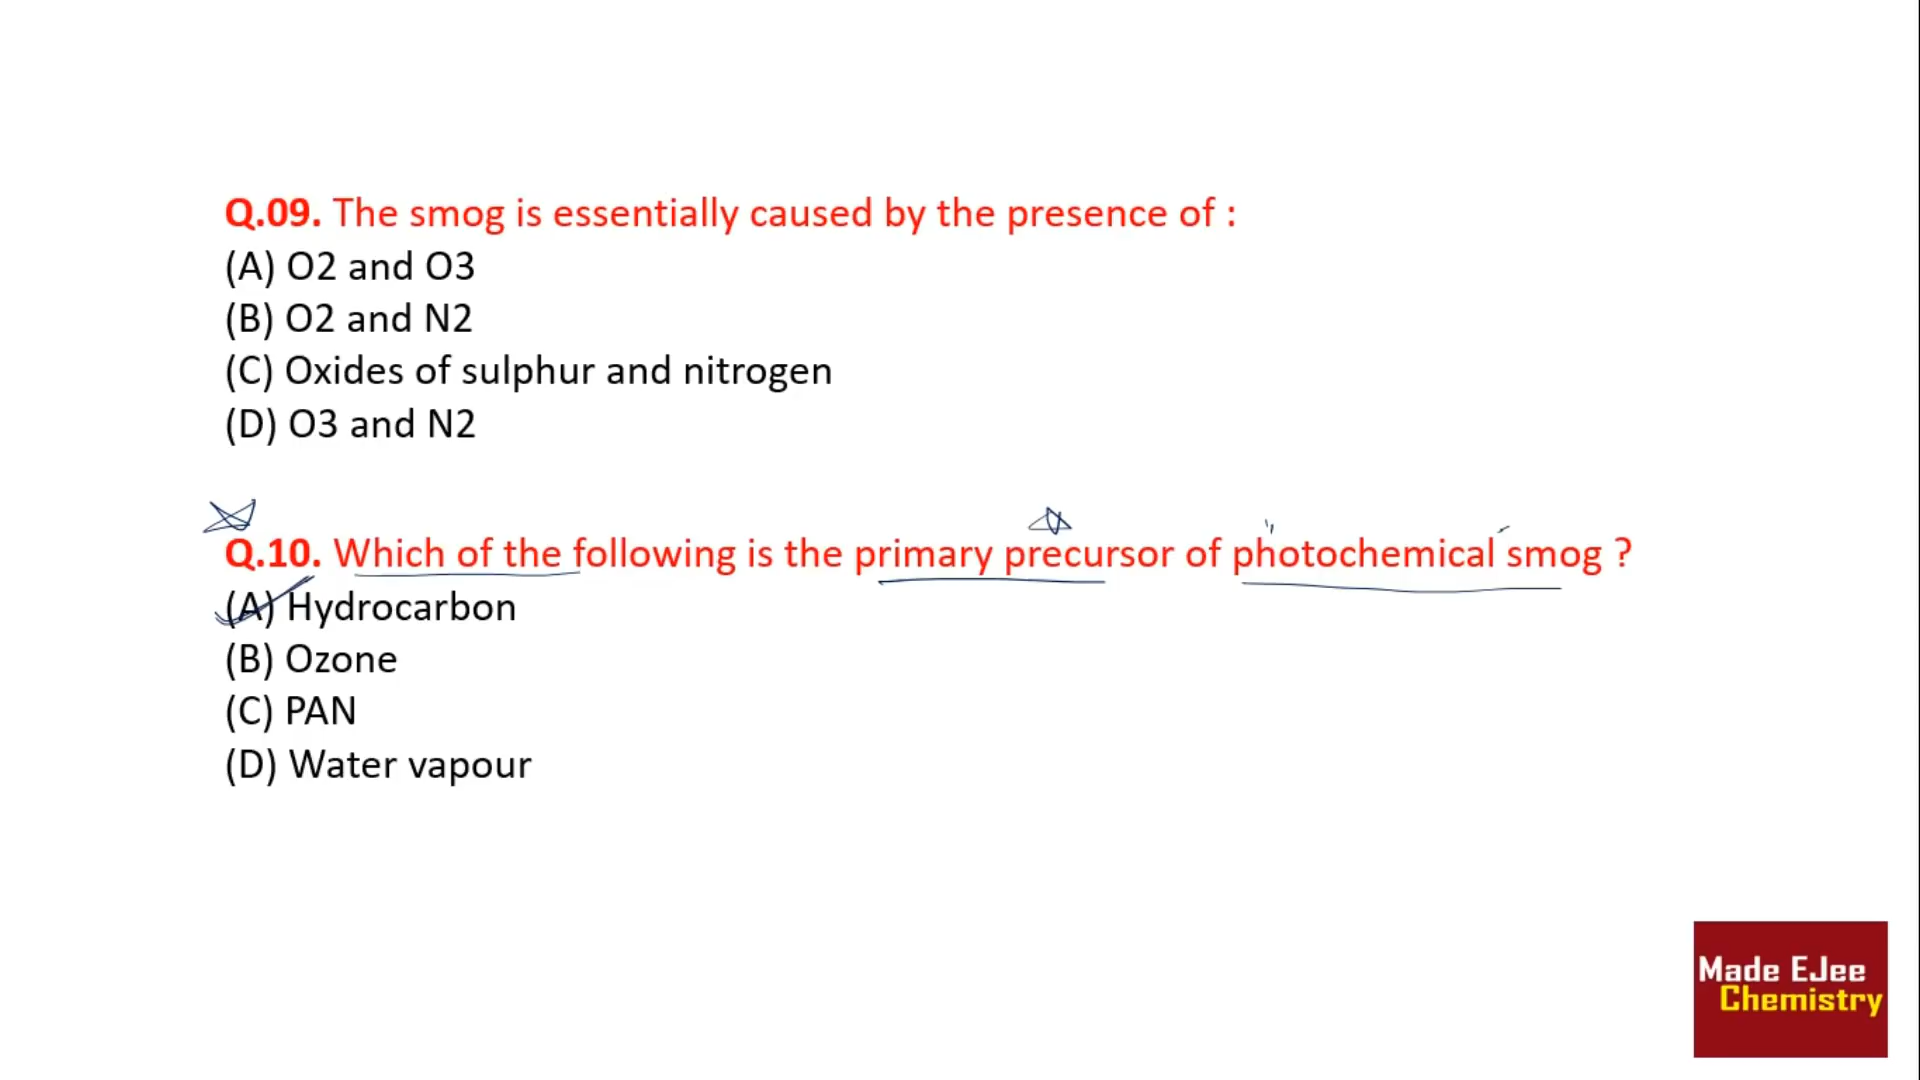 Q.09. The smog is essentially caused by the presence of :
(A) O2 and O3
(B) O2 and N2
(C) Oxides of sulphur and nitrogen
(D) O3 and N2
Q.10. Which of the following is the primary precursor of photochemical smog ?
(A) Hydrocarbon
(B) Ozone
(C) PAN
(D) Water vapour
Made EJee
Chemistry